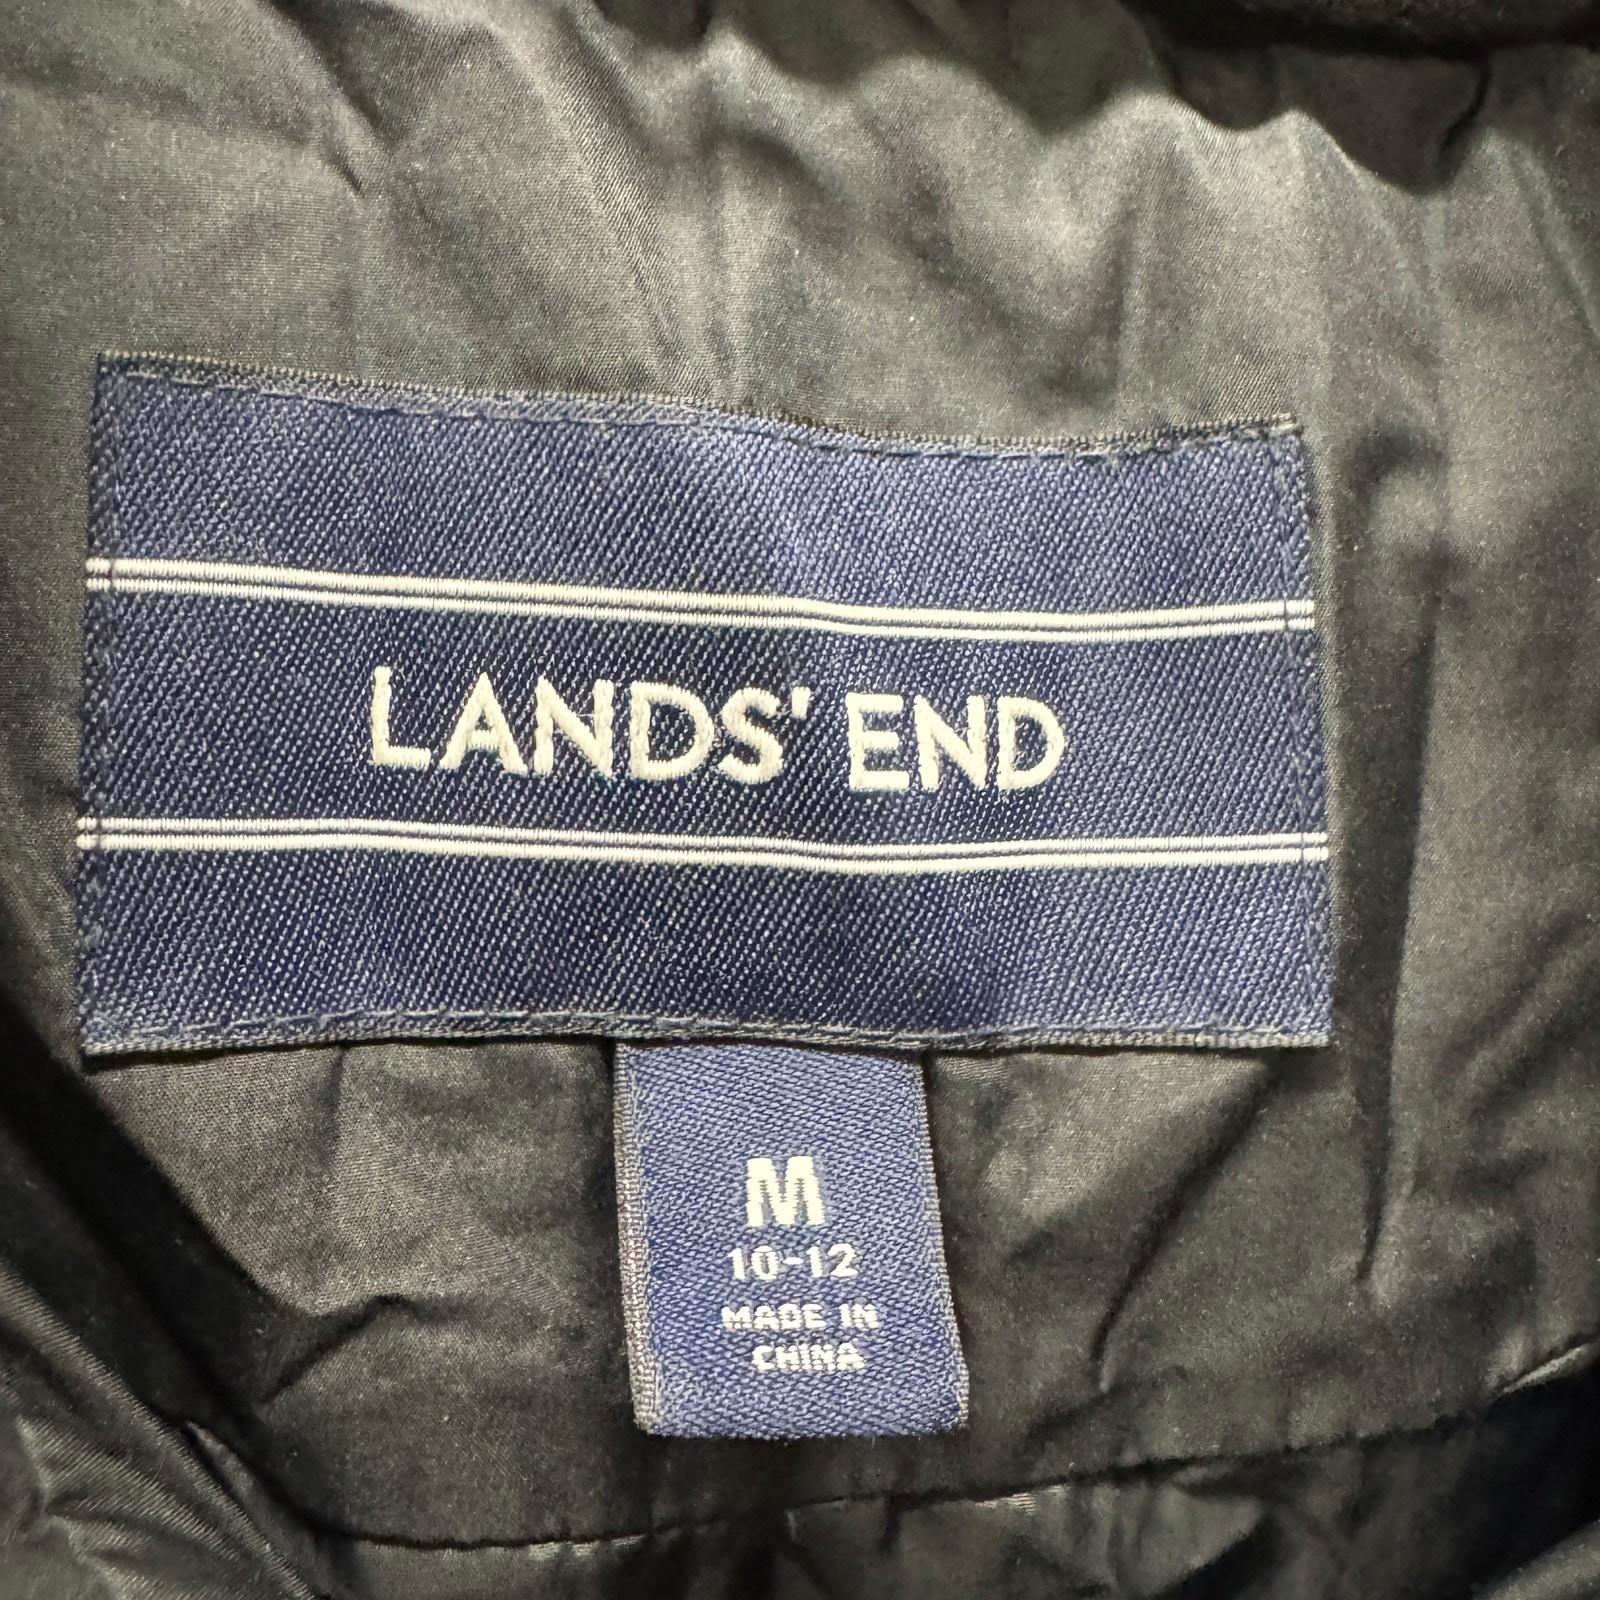 LANDS' END
M
10-12
MADE IN
CHINA